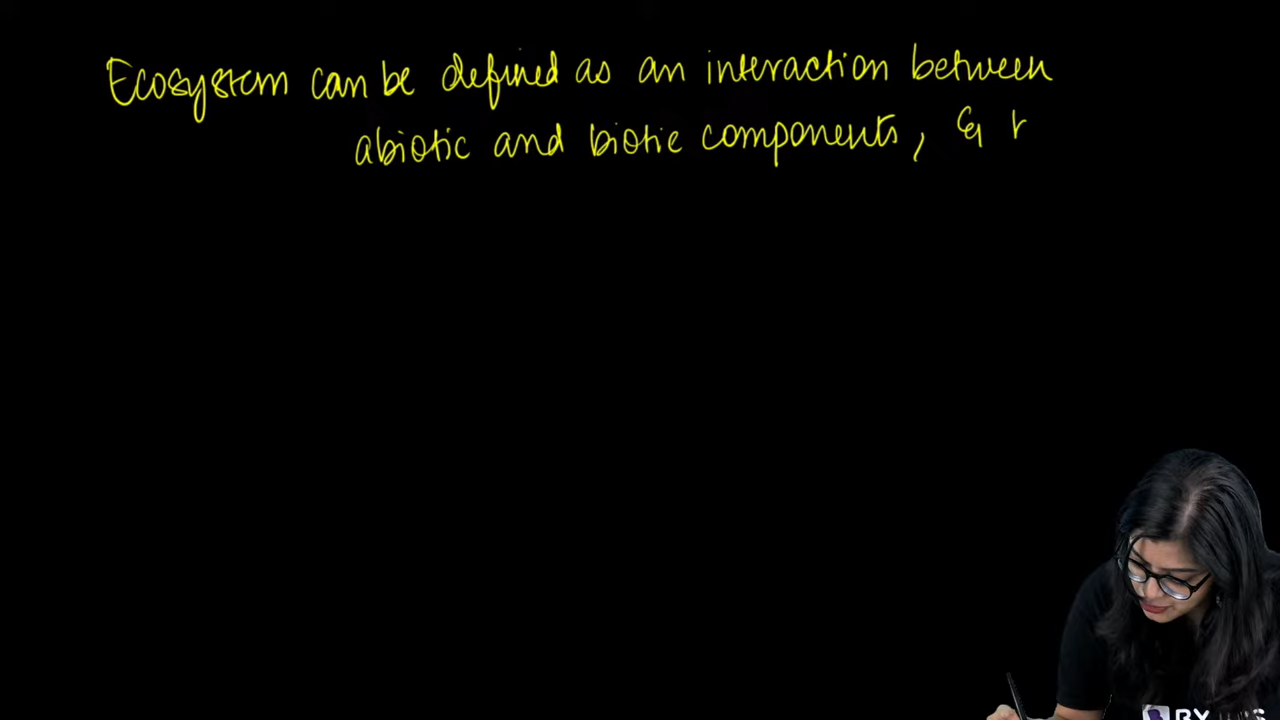 Ecosystem can be defined as an interaction between
abiotic and biotic components, &